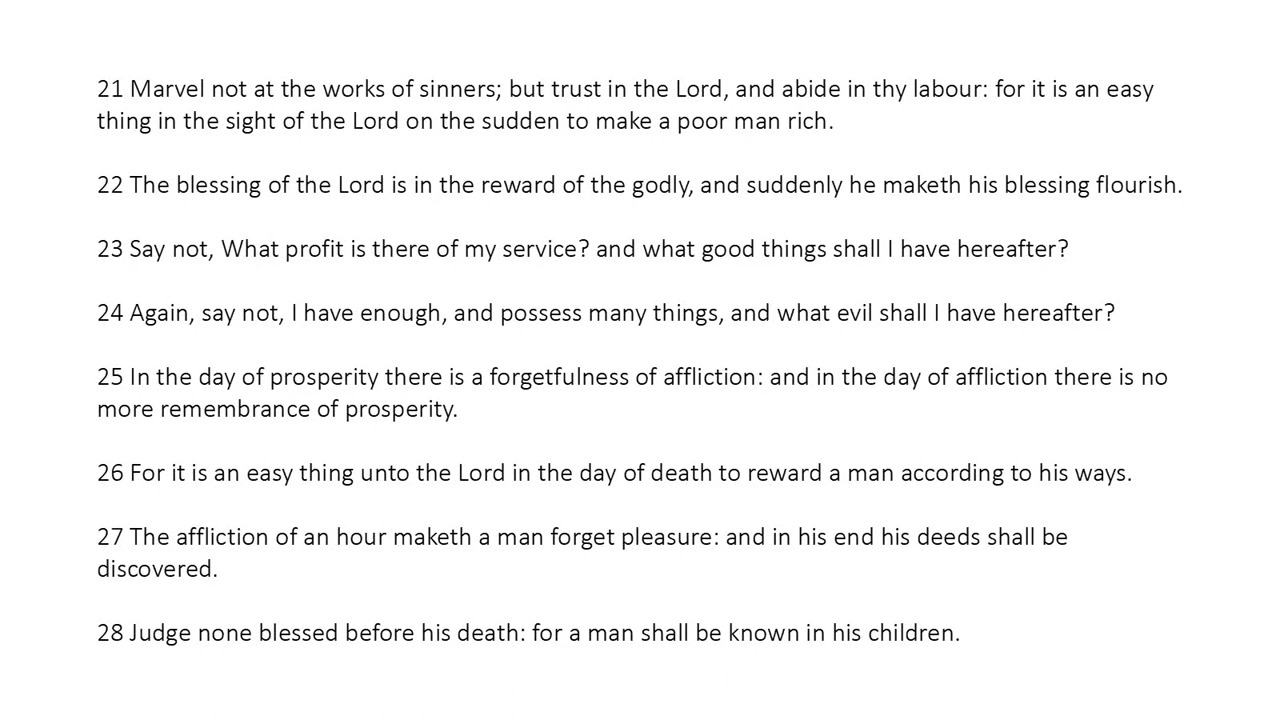 21 Marvel not at the works of sinners; but trust in the Lord, and abide in thy labour: for it is an easy
thing in the sight of the Lord on the sudden to make a poor man rich.
22 The blessing of the Lord is in the reward of the godly, and suddenly he maketh his blessing flourish.
23 Say not, What profit is there of my service? and what good things shall I have hereafter?
24 Again, say not, I have enough, and possess many things, and what evil shall I have hereafter?
25 In the day of prosperity there is a forgetfulness of affliction: and in the day of affliction there is no
more remembrance of prosperity.
26 For it is an easy thing unto the Lord in the day of death to reward a man according to his ways.
27 The affliction of an hour maketh a man forget pleasure: and in his end his deeds shall be
discovered.
28 Judge none blessed before his death: for a man shall be known in his children.